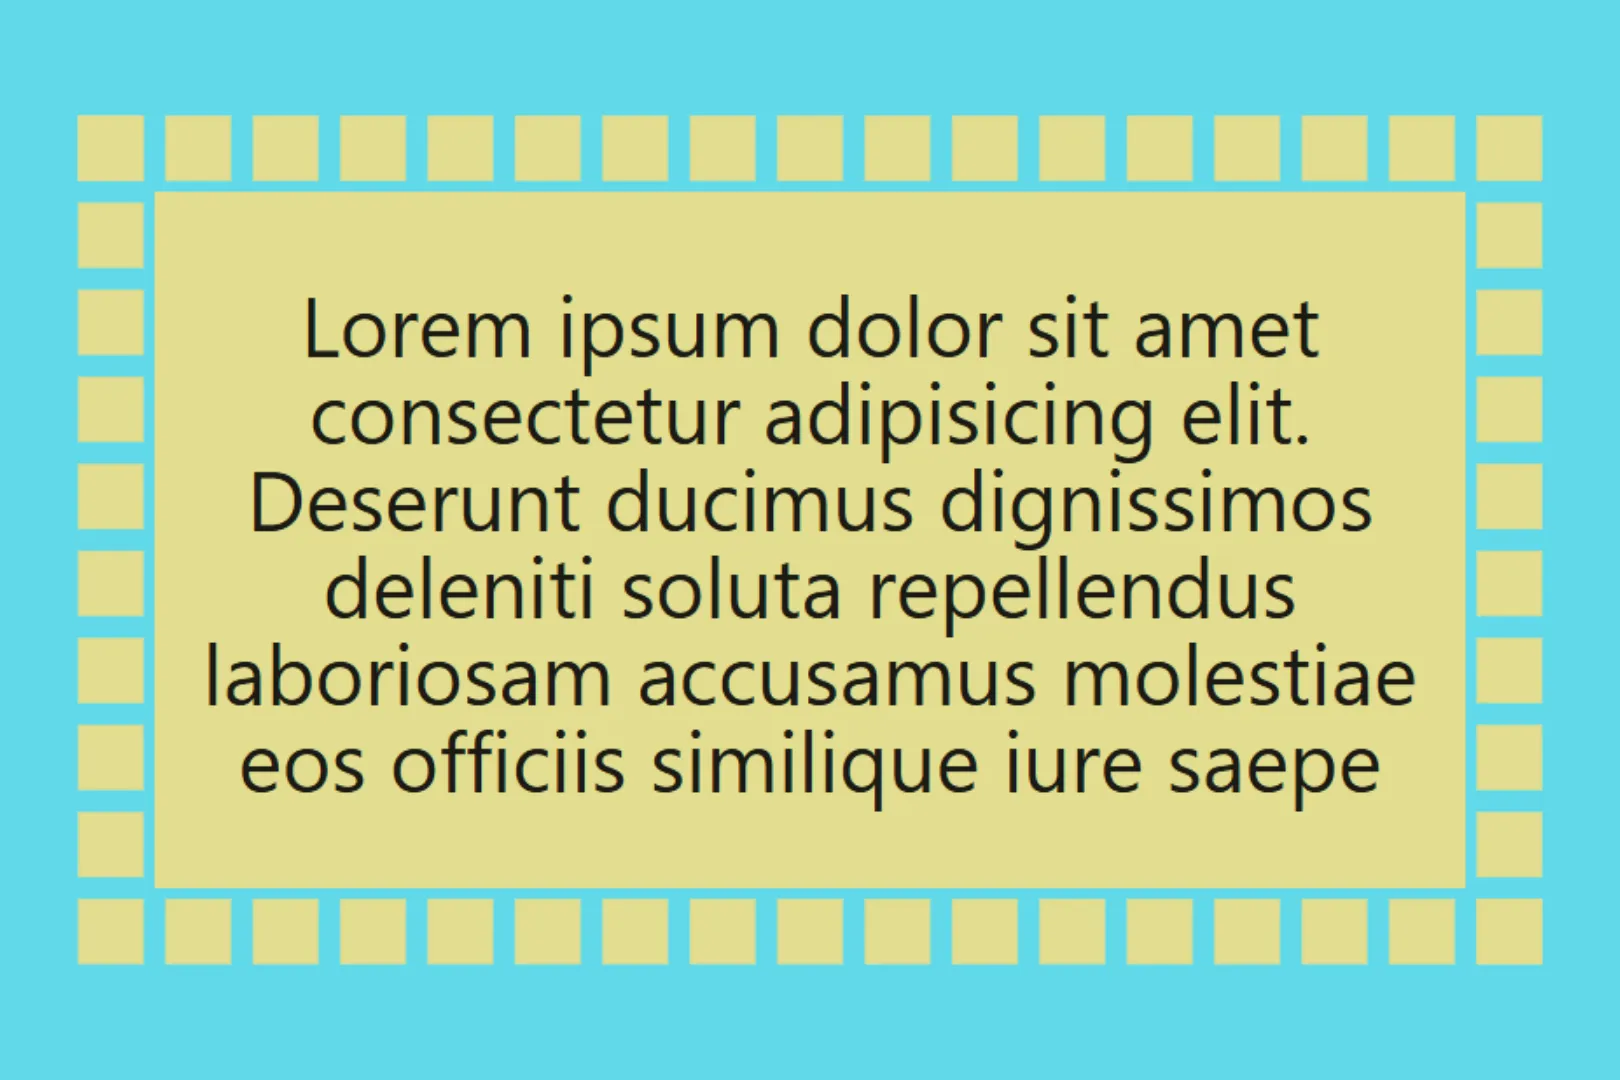 Lorem ipsum dolor sit amet
consectetur adipisicing elit.
Deserunt ducimus dignissimos
deleniti soluta repellendus
laboriosam accusamus molestiae
eos officiis similique iure saepe